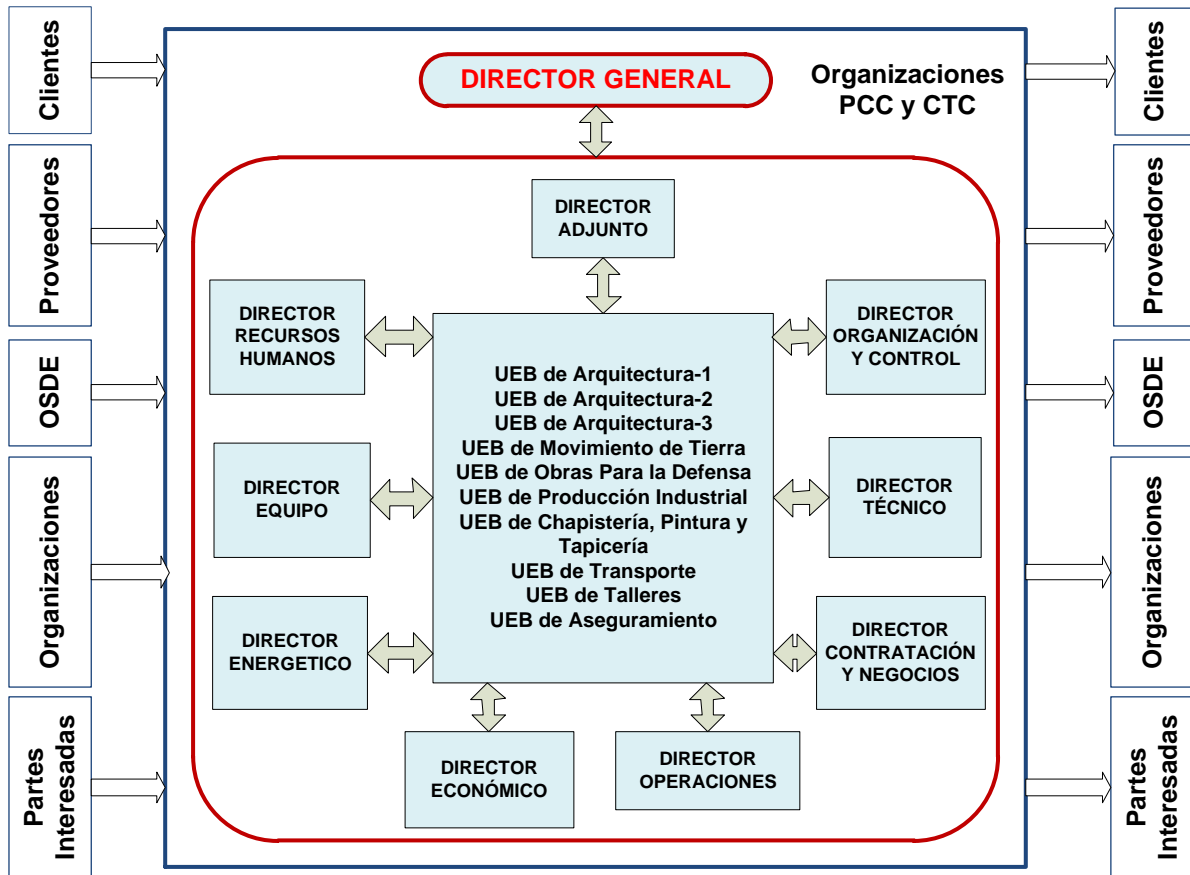 Clientes
Proveedores
OSDE
Organizaciones
Partes
Interesadas
DIRECTOR GENERAL
Organizaciones
PCC y CTC
DIRECTOR
ADJUNTO
DIRECTOR
RECURSOS
HUMANOS
DIRECTOR
EQUIPO
DIRECTOR
ENERGETICO
UEB de Arquitectura-1
UEB de Arquitectura-2
UEB de Arquitectura-3
UEB de Movimiento de Tierra
UEB de Obras Para la Defensa
UEB de Producción Industrial
UEB de Chapistería, Pintura y
Tapicería
UEB de Transporte
UEB de Talleres
UEB de Aseguramiento
DIRECTOR
ORGANIZACIÓN
Y CONTROL
DIRECTOR
TÉCNICO
DIRECTOR
CONTRATACIÓN
Y NEGOCIOS
DIRECTOR
ECONÓMICO
DIRECTOR
OPERACIONES
Clientes
Proveedores
OSDE
Organizaciones
Partes
Interesadas